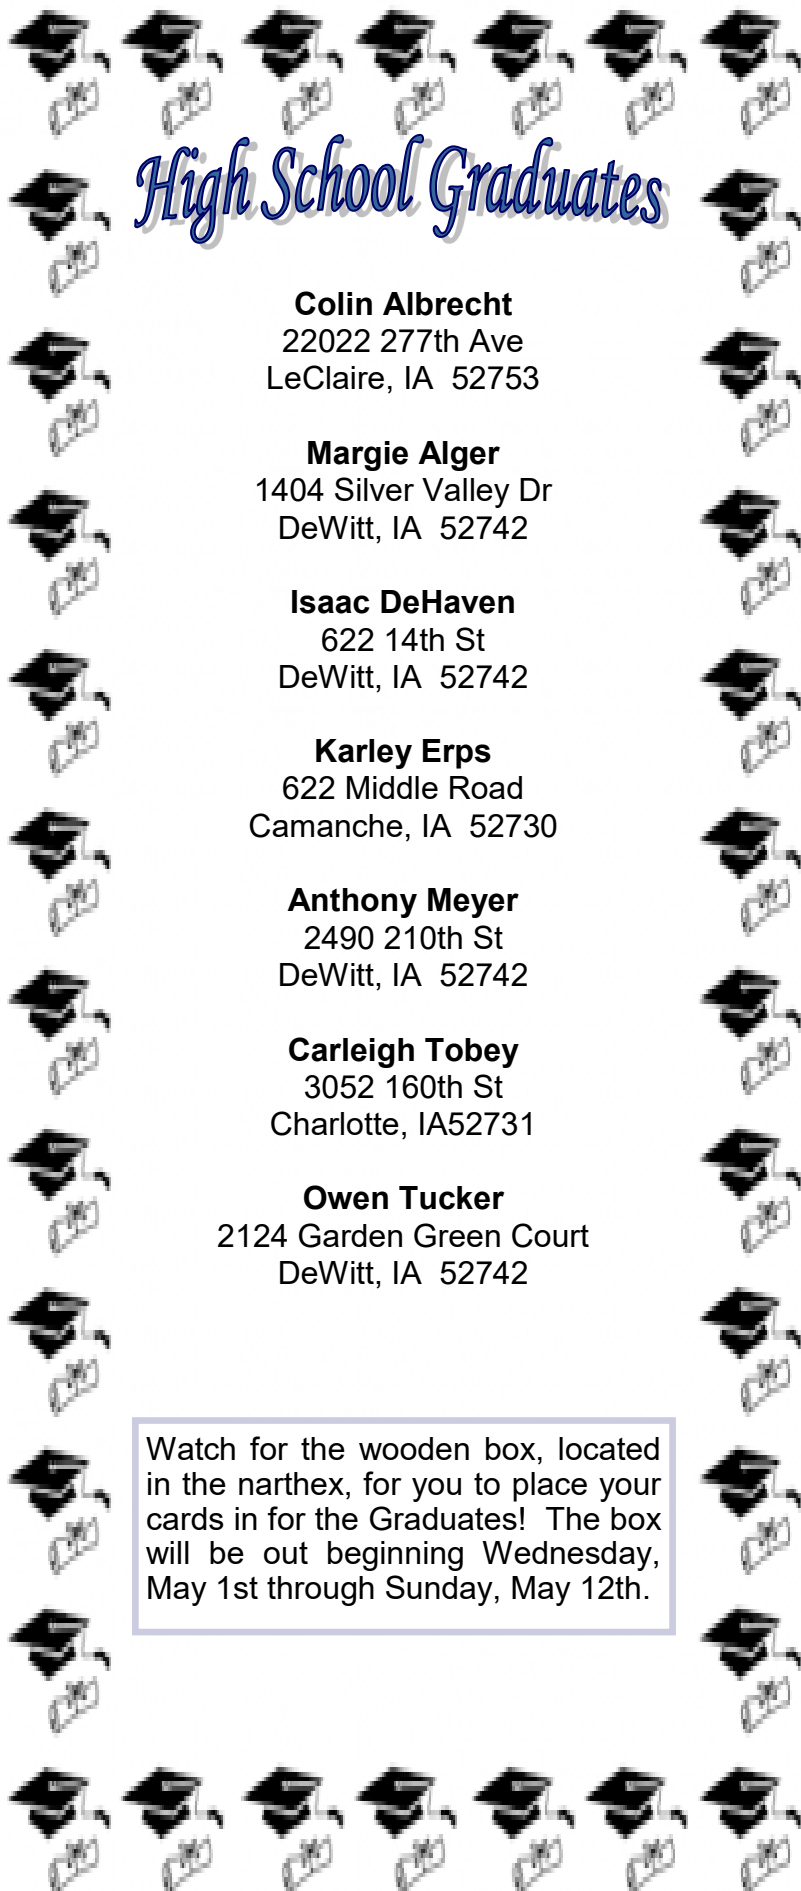 High School Graduates
Colin Albrecht
22022 277th Ave
LeClaire, IA  52753
Margie Alger
1404 Silver Valley Dr
DeWitt, IA  52742
Isaac DeHaven
622 14th St
DeWitt, IA  52742
Karley Erps
622 Middle Road
Camanche, IA  52730
Anthony Meyer
2490 210th St
DeWitt, IA  52742
Carleigh Tobey
3052 160th St
Charlotte, IA52731
Owen Tucker
2124 Garden Green Court
DeWitt, IA  52742
Watch for the wooden box, located
in the narthex, for you to place your
cards in for the Graduates!  The box
will be out beginning Wednesday,
May 1st through Sunday, May 12th.